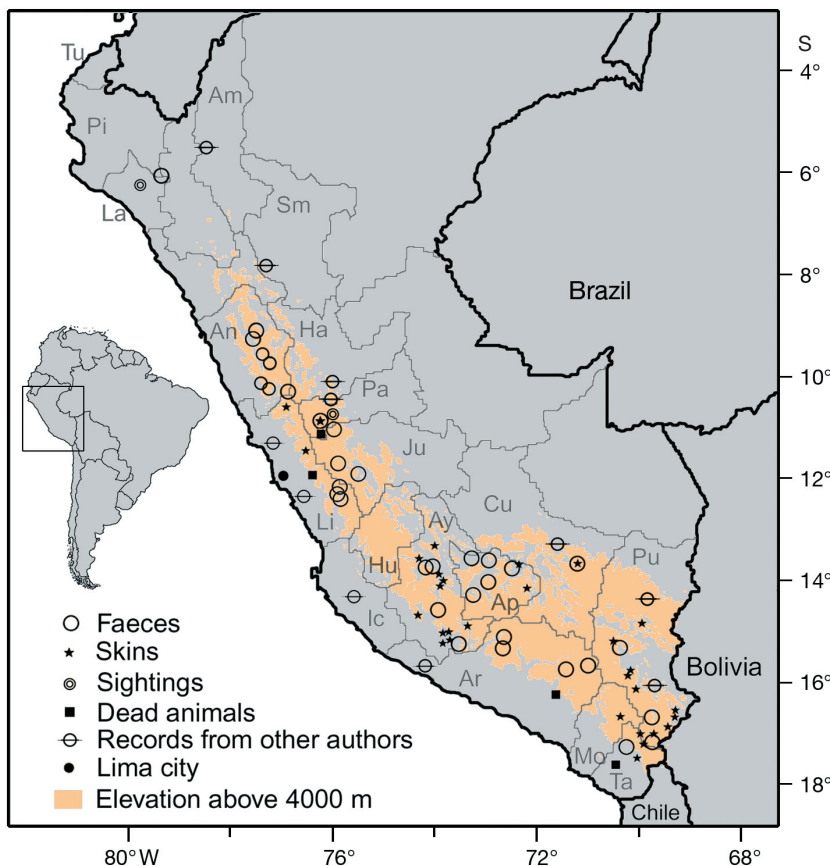 S
Tu
4°
Am
Pi
6°
La
Sm
8°
Brazil
An
Ha
10°
Pa
Ju
12°
Cu
Li
Ay
Pu
Hu
14°
Ap
Ic
Faeces
Skins
Bolivia
Ar
16°
Sightings
Dead animals
Records from other authors
Mo
Lima city
Ta
18°
Elevation above 4000 m
Chile
80°W
76°
72°
68°